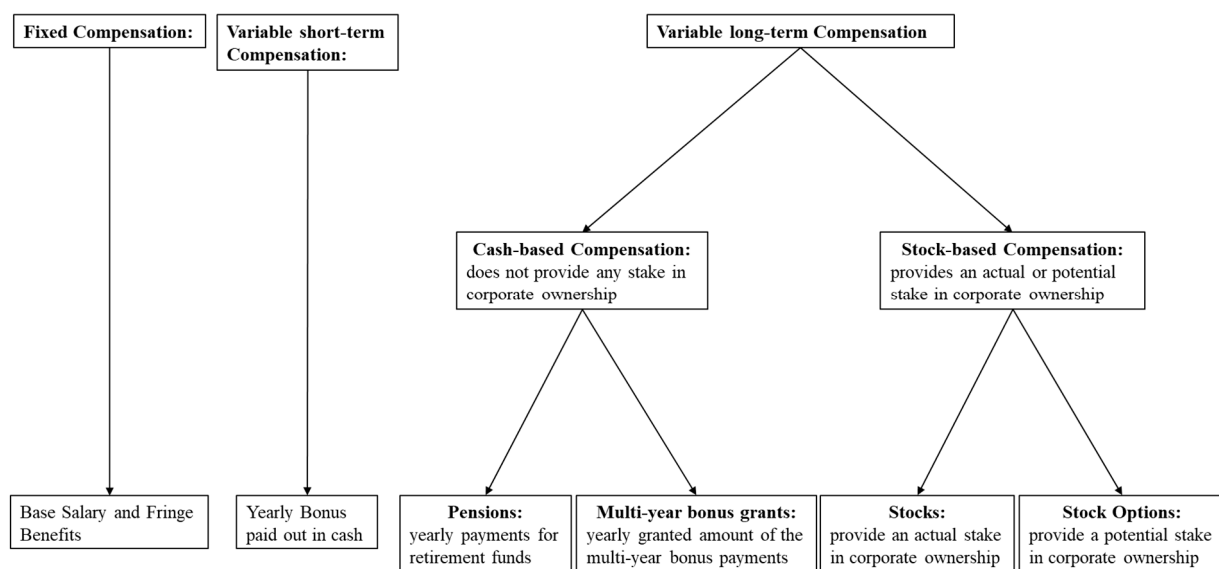 Fixed Compensation:
Variable short-term
Compensation:
Variable long-term Compensation
Cash-based Compensation:
does not provide any stake in
corporate ownership
Stock-based Compensation:
provides an actual or potential
stake in corporate ownership
Base Salary and Fringe
Benefits
Yearly Bonus
paid out in cash
Pensions:
yearly payments for
retirement funds
Multi-year bonus grants:
yearly granted amount of the
multi-year bonus payments
Stocks:
provide an actual stake
in corporate ownership
Stock Options:
provide a potential stake
in corporate ownership